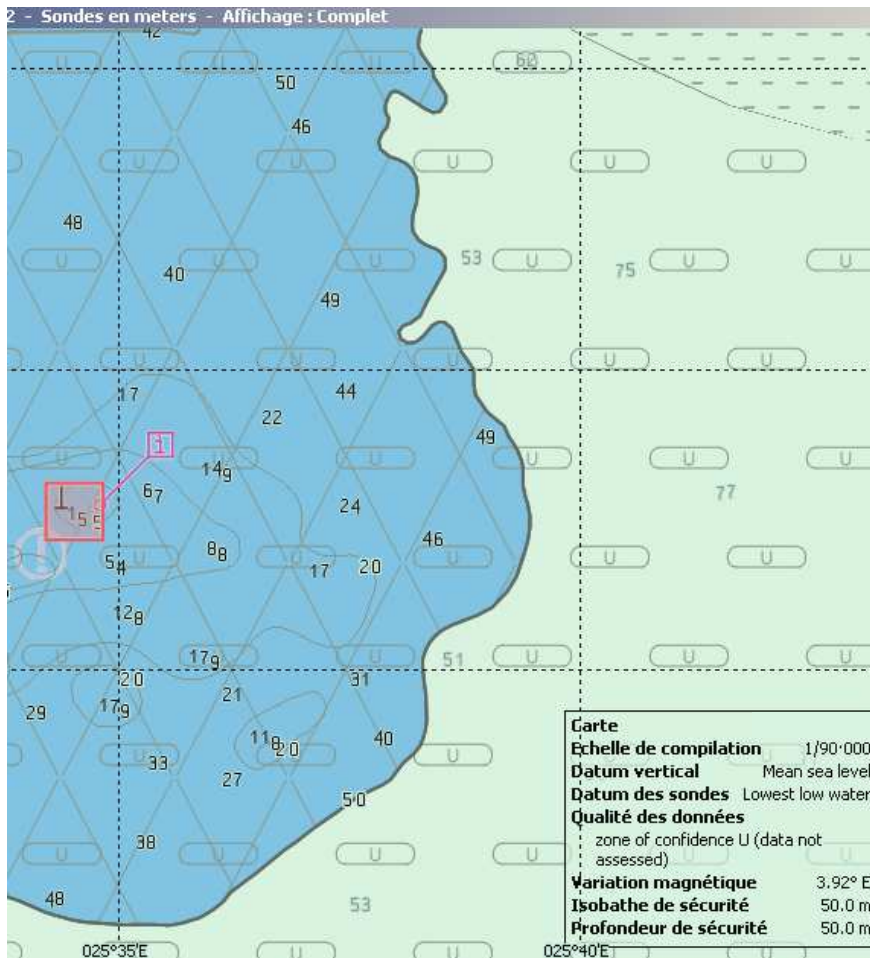 2 - Sondes en meters - Affichage : Complet
42
U U U 60
50
46
U U U U U
48
U U U 53 U U U
40 75
49
U U U U
17 44
22
1 49
U 14₉ U U U U
6₇ 77
1 5 5 24
8₈ 46
5₄ U U 17 20 U U U
12₈
U 17₉ U 51 U U U
20 31
17₉ 21
29
11₈ 20 40
U U U
33
27
50
38
U U U U
48 53
U U U
025°35'E 025°40'E
Carte
Echelle de compilation 1/90·000
Datum vertical Mean sea level
Datum des sondes Lowest low water
Qualité des données
zone of confidence U (data not
assessed)
Variation magnétique 3.92° E
Isobathe de sécurité 50.0 m
Profondeur de sécurité 50.0 m